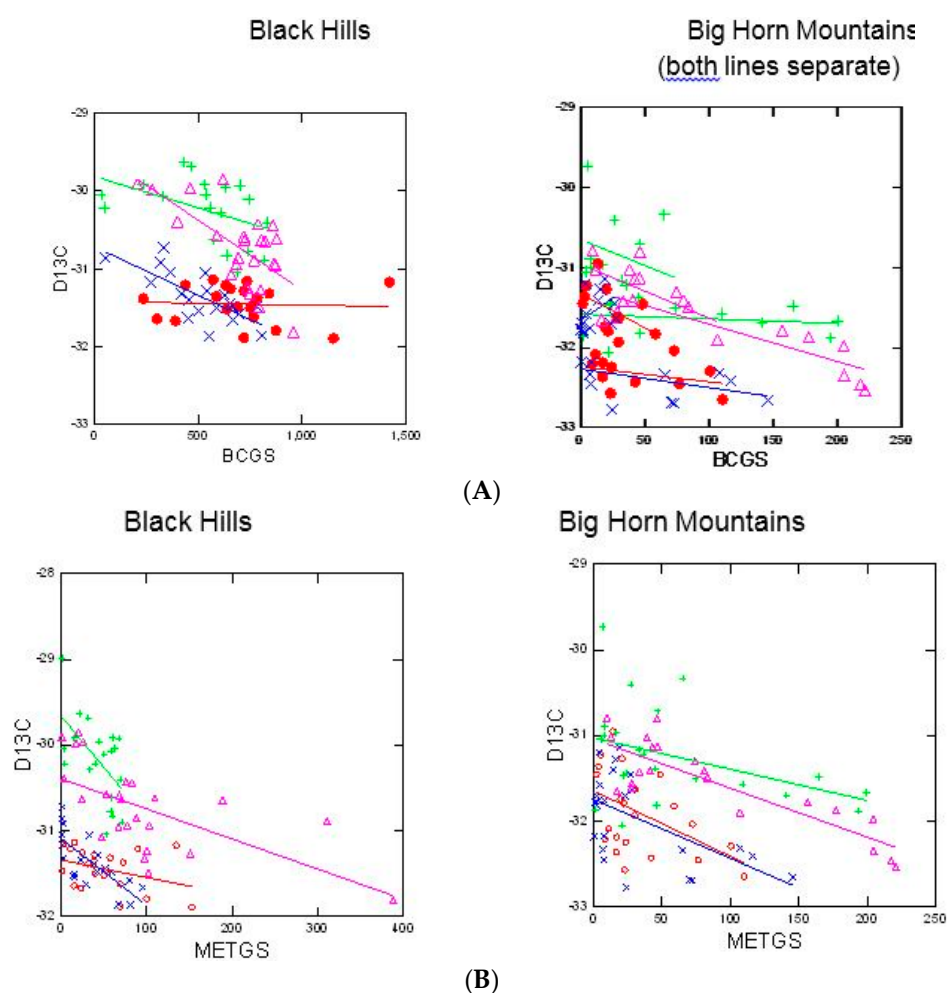 Black Hills
Big Horn Mountains
(both lines separate)
-29
-30
-31
-32
-33
D13C
0
500
1,000
1,500
BCGS
-29
-30
-31
-32
-33
D13C
0
50
100
150
200
250
BCGS
(A)
Black Hills
Big Horn Mountains
-28
-29
-30
-31
-32
D13C
0
100
200
300
400
METGS
-29
-30
-31
-32
-33
D13C
0
50
100
150
200
250
METGS
(B)